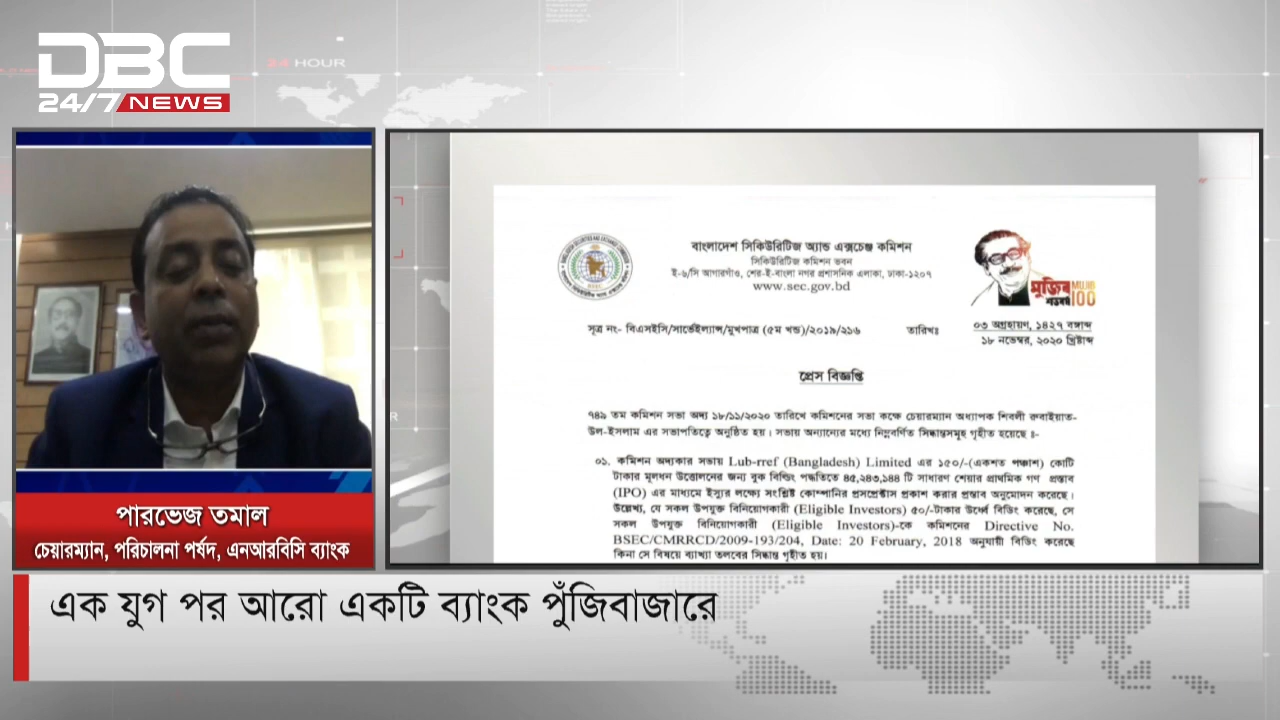 DBC
24/7 NEWS
24 HOUR
বাংলাদেশ সিকিউরিটিজ অ্যান্ড এক্সচেঞ্জ কমিশন
সিকিউরিটিজ কমিশন ভবন
ই-৬/সি আগারগাঁও, শের-ই-বাংলা নগর প্রশাসনিক এলাকা, ঢাকা-১২০৭
www.sec.gov.bd
মুজিব
শতবর্ষ
MUJIB
100
সূত্র নং- বিএসইসি/সার্ভেইল্যান্স/মুখপাত্র (৫ম খন্ড)/২০১৯/২১৬
তারিখঃ
০৩ অগ্রহায়ণ, ১৪২৭ বঙ্গাব্দ
১৮ নভেম্বর, ২০২০ খ্রিষ্টাব্দ
প্রেস বিজ্ঞপ্তি
৭৪৯ তম কমিশন সভা অদ্য ১৮/১১/২০২০ তারিখে কমিশনের সভা কক্ষে চেয়ারম্যান অধ্যাপক শিবলী রুবাইয়াত-
উল-ইসলাম এর সভাপতিত্বে অনুষ্ঠিত হয়। সভায় অন্যান্যের মধ্যে নিম্নবর্ণিত সিদ্ধান্তসমূহ গৃহীত হয়েছে ঃ-
০১. কমিশন অদ্যকার সভায় Lub-rref (Bangladesh) Limited এর ১৫০/-(একশত পঞ্চাশ) কোটি
টাকার মূলধন উত্তোলনের জন্য বুক বিল্ডিং পদ্ধতিতে ৪৫,২৪৩,১৪৪ টি সাধারণ শেয়ার প্রাথমিক গণ প্রস্তাব
(IPO) এর মাধ্যমে ইস্যুর লক্ষ্যে সংশ্লিষ্ট কোম্পানির প্রসপেক্টাস প্রকাশ করার প্রস্তাব অনুমোদন করেছে।
উল্লেখ্য, যে সকল উপযুক্ত বিনিয়োগকারী (Eligible Investors) ৫০/-টাকার উর্ধ্বে বিডিং করেছে, সে
সকল উপযুক্ত বিনিয়োগকারী (Eligible Investors)-কে কমিশনের Directive No.
BSEC/CMRRCD/2009-193/204, Date: 20 February, 2018 অনুযায়ী বিডিং করেছে
কিনা সে বিষয়ে ব্যাখ্যা তলবের সিদ্ধান্ত গৃহীত হয়।
পারভেজ তমাল
চেয়ারম্যান, পরিচালনা পর্ষদ, এনআরবিসি ব্যাংক
এক যুগ পর আরো একটি ব্যাংক পুঁজিবাজারে